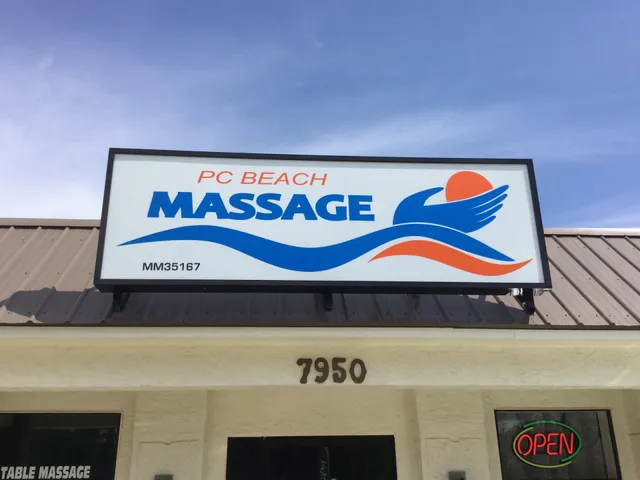 PC BEACH
MASSAGE
MM35167
7950
TABLE MASSAGE
OPEN